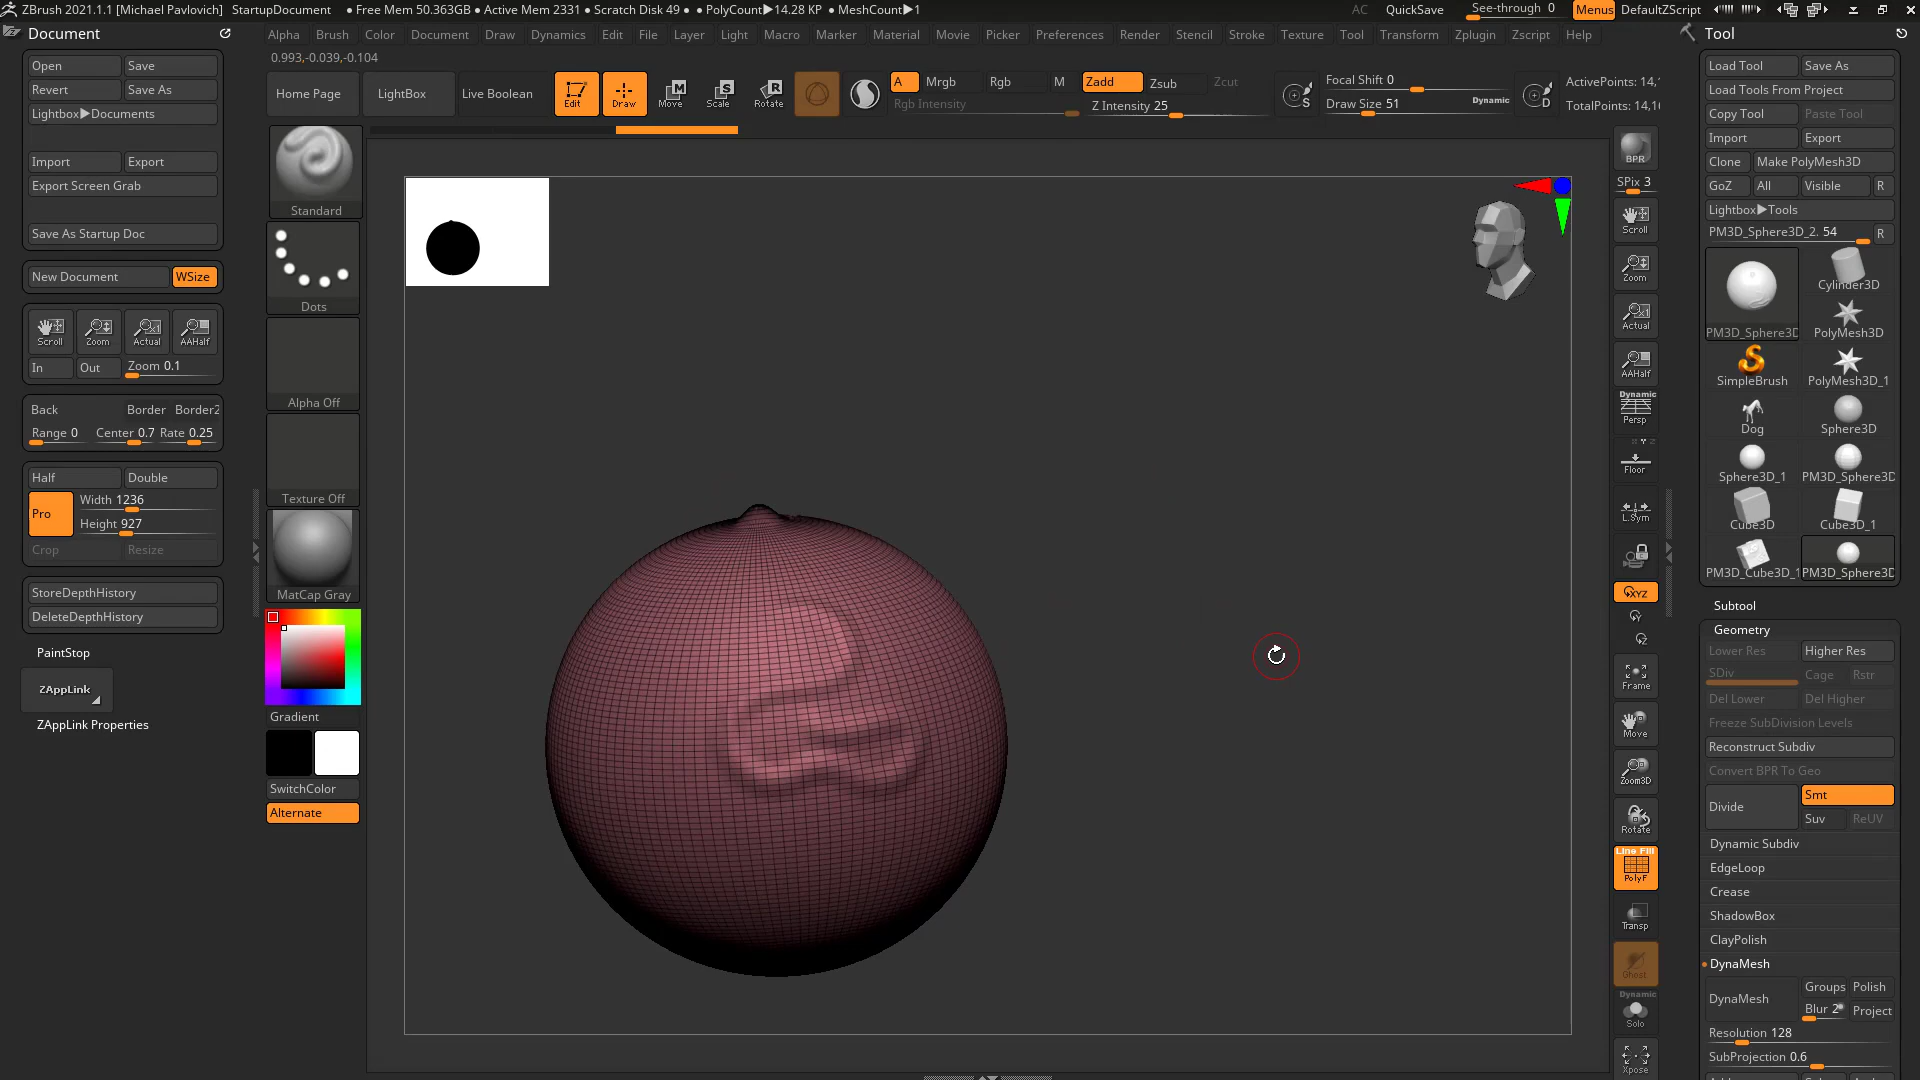 ZBrush 2021.1.1 [Michael Pavlovich] StartupDocument • Free Mem 50.363GB • Active Mem 2331 • Scratch Disk 49 • PolyCount▶14.28 KP • MeshCount▶1 AC QuickSave See-through 0 Menus DefaultZScript
Document
Alpha Brush Color Document Draw Dynamics Edit File Layer Light Macro Marker Material Movie Picker Preferences Render Stencil Stroke Texture Tool Transform Zplugin Zscript Help
Tool
0.993,-0.039,-0.104
Open Save
Revert Save As
Lightbox▶Documents
Import Export
Export Screen Grab
Save As Startup Doc
New Document WSize
Scroll Zoom Actual AAHalf
In Out Zoom 0.1
Back Border Border2
Range 0 Center 0.7 Rate 0.25
Half Double
Pro Width 1236
Height 927
Crop Resize
StoreDepthHistory
DeleteDepthHistory
PaintStop
ZAppLink
ZAppLink Properties
Home Page LightBox Live Boolean Edit Draw Move Scale Rotate
A Mrgb Rgb M Zadd Zsub Zcut
Rgb Intensity Z Intensity 25
Focal Shift 0
Draw Size 51 Dynamic
ActivePoints: 14,
TotalPoints: 14,1
Standard
Dots
Alpha Off
Texture Off
MatCap Gray
Gradient
SwitchColor
Alternate
BPR
SPix 3
Scroll
Zoom
Actual
AAHalf
Dynamic
Persp
Floor
L.Sym
XYZ
Y
Z
Frame
Move
Zoom3D
Rotate
Line Fill
PolyF
Transp
Ghost
Dynamic
Solo
Xpose
Load Tool Save As
Load Tools From Project
Copy Tool Paste Tool
Import Export
Clone Make PolyMesh3D
GoZ All Visible R
Lightbox▶Tools
PM3D_Sphere3D_2. 54 R
PM3D_Sphere3D Cylinder3D
PolyMesh3D
SimpleBrush PolyMesh3D_1
Dog Sphere3D
Sphere3D_1 PM3D_Sphere3D
Cube3D Cube3D_1
PM3D_Cube3D_1 PM3D_Sphere3D
Subtool
Geometry
Lower Res Higher Res
SDiv Cage Rstr
Del Lower Del Higher
Freeze SubDivision Levels
Reconstruct Subdiv
Convert BPR To Geo
Divide Smt
Suv ReUV
Dynamic Subdiv
EdgeLoop
Crease
ShadowBox
ClayPolish
DynaMesh
DynaMesh Groups Polish
Blur 2 Project
Resolution 128
SubProjection 0.6